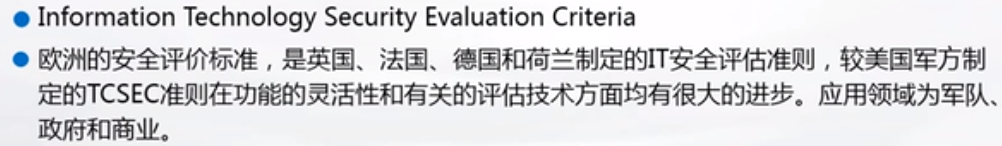 Information Technology Security Evaluation Criteria
欧洲的安全评价标准，是英国、法国、德国和荷兰制定的IT安全评估准则，较美国军方制
定的TCSEC准则在功能的灵活性和有关的评估技术方面均有很大的进步。应用领域为军队、
政府和商业。